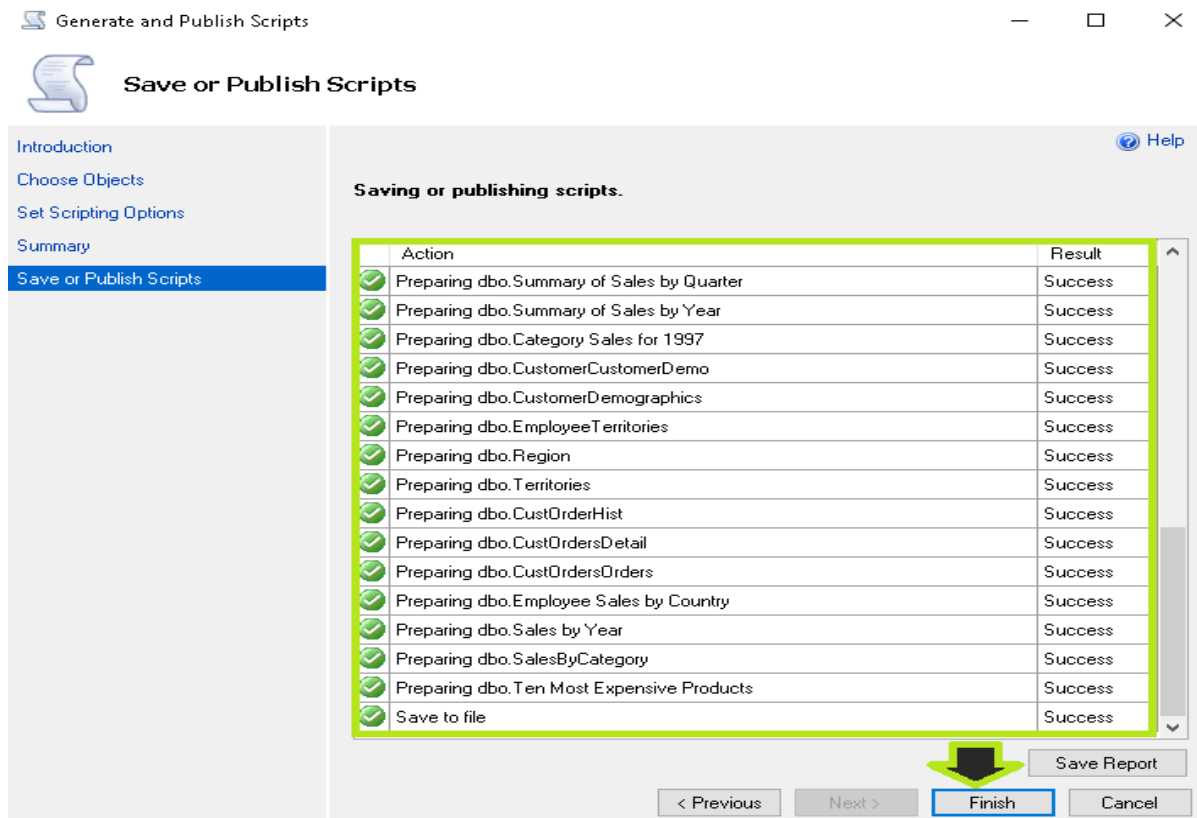 Generate and Publish Scripts
Save or Publish Scripts
Help
Introduction
Choose Objects
Set Scripting Options
Summary
Save or Publish Scripts
Saving or publishing scripts.
Action Result
Preparing dbo.Summary of Sales by Quarter Success
Preparing dbo.Summary of Sales by Year Success
Preparing dbo.Category Sales for 1997 Success
Preparing dbo.CustomerCustomerDemo Success
Preparing dbo.CustomerDemographics Success
Preparing dbo.EmployeeTerritories Success
Preparing dbo.Region Success
Preparing dbo.Territories Success
Preparing dbo.CustOrderHist Success
Preparing dbo.CustOrdersDetail Success
Preparing dbo.CustOrdersOrders Success
Preparing dbo.Employee Sales by Country Success
Preparing dbo.Sales by Year Success
Preparing dbo.SalesByCategory Success
Preparing dbo.Ten Most Expensive Products Success
Save to file Success
Save Report
< Previous Next > Finish Cancel